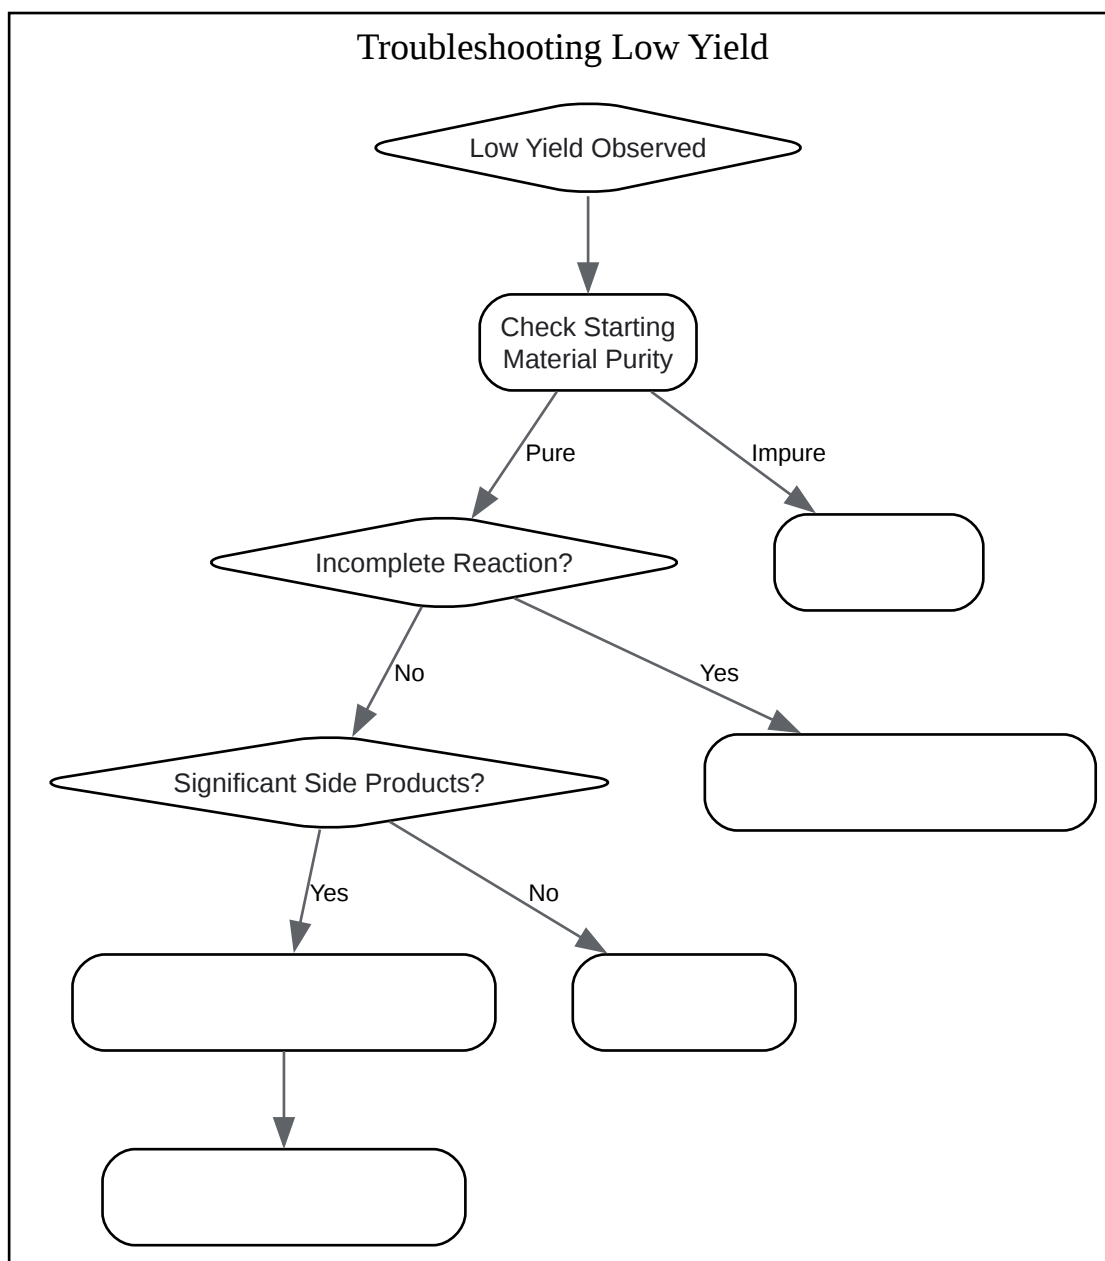 Troubleshooting Low Yield
Low Yield Observed
Check Starting
Material Purity
Pure
Impure
Incomplete Reaction?
No
Yes
Significant Side Products?
Yes
No